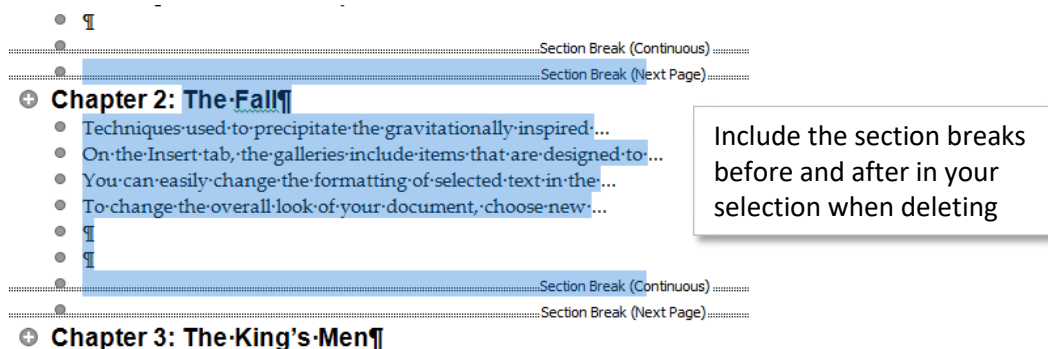 ¶
Section Break (Continuous)
Section Break (Next Page)
Chapter 2: The·Fall¶
Techniques·used·to·precipitate·the·gravitationally·inspired·...
On·the·Insert·tab,·the·galleries·include·items·that·are·designed·to·...
You·can·easily·change·the·formatting·of·selected·text·in·the·...
To·change·the·overall·look·of·your·document,·choose·new·...
¶
¶
Section Break (Continuous)
Section Break (Next Page)
Chapter 3: The·King’s·Men¶
Include the section breaks
before and after in your
selection when deleting